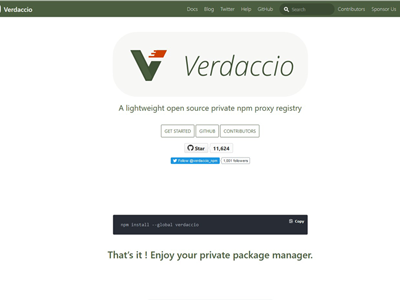 Verdaccio
Docs Blog Twitter Help GitHub Search Contributors Sponsor Us
Verdaccio
A lightweight open source private npm proxy registry
GET STARTED GITHUB CONTRIBUTORS
Star 11,624
Follow @verdaccio_npm 1,891 followers
Copy
npm install --global verdaccio
That's it ! Enjoy your private package manager.